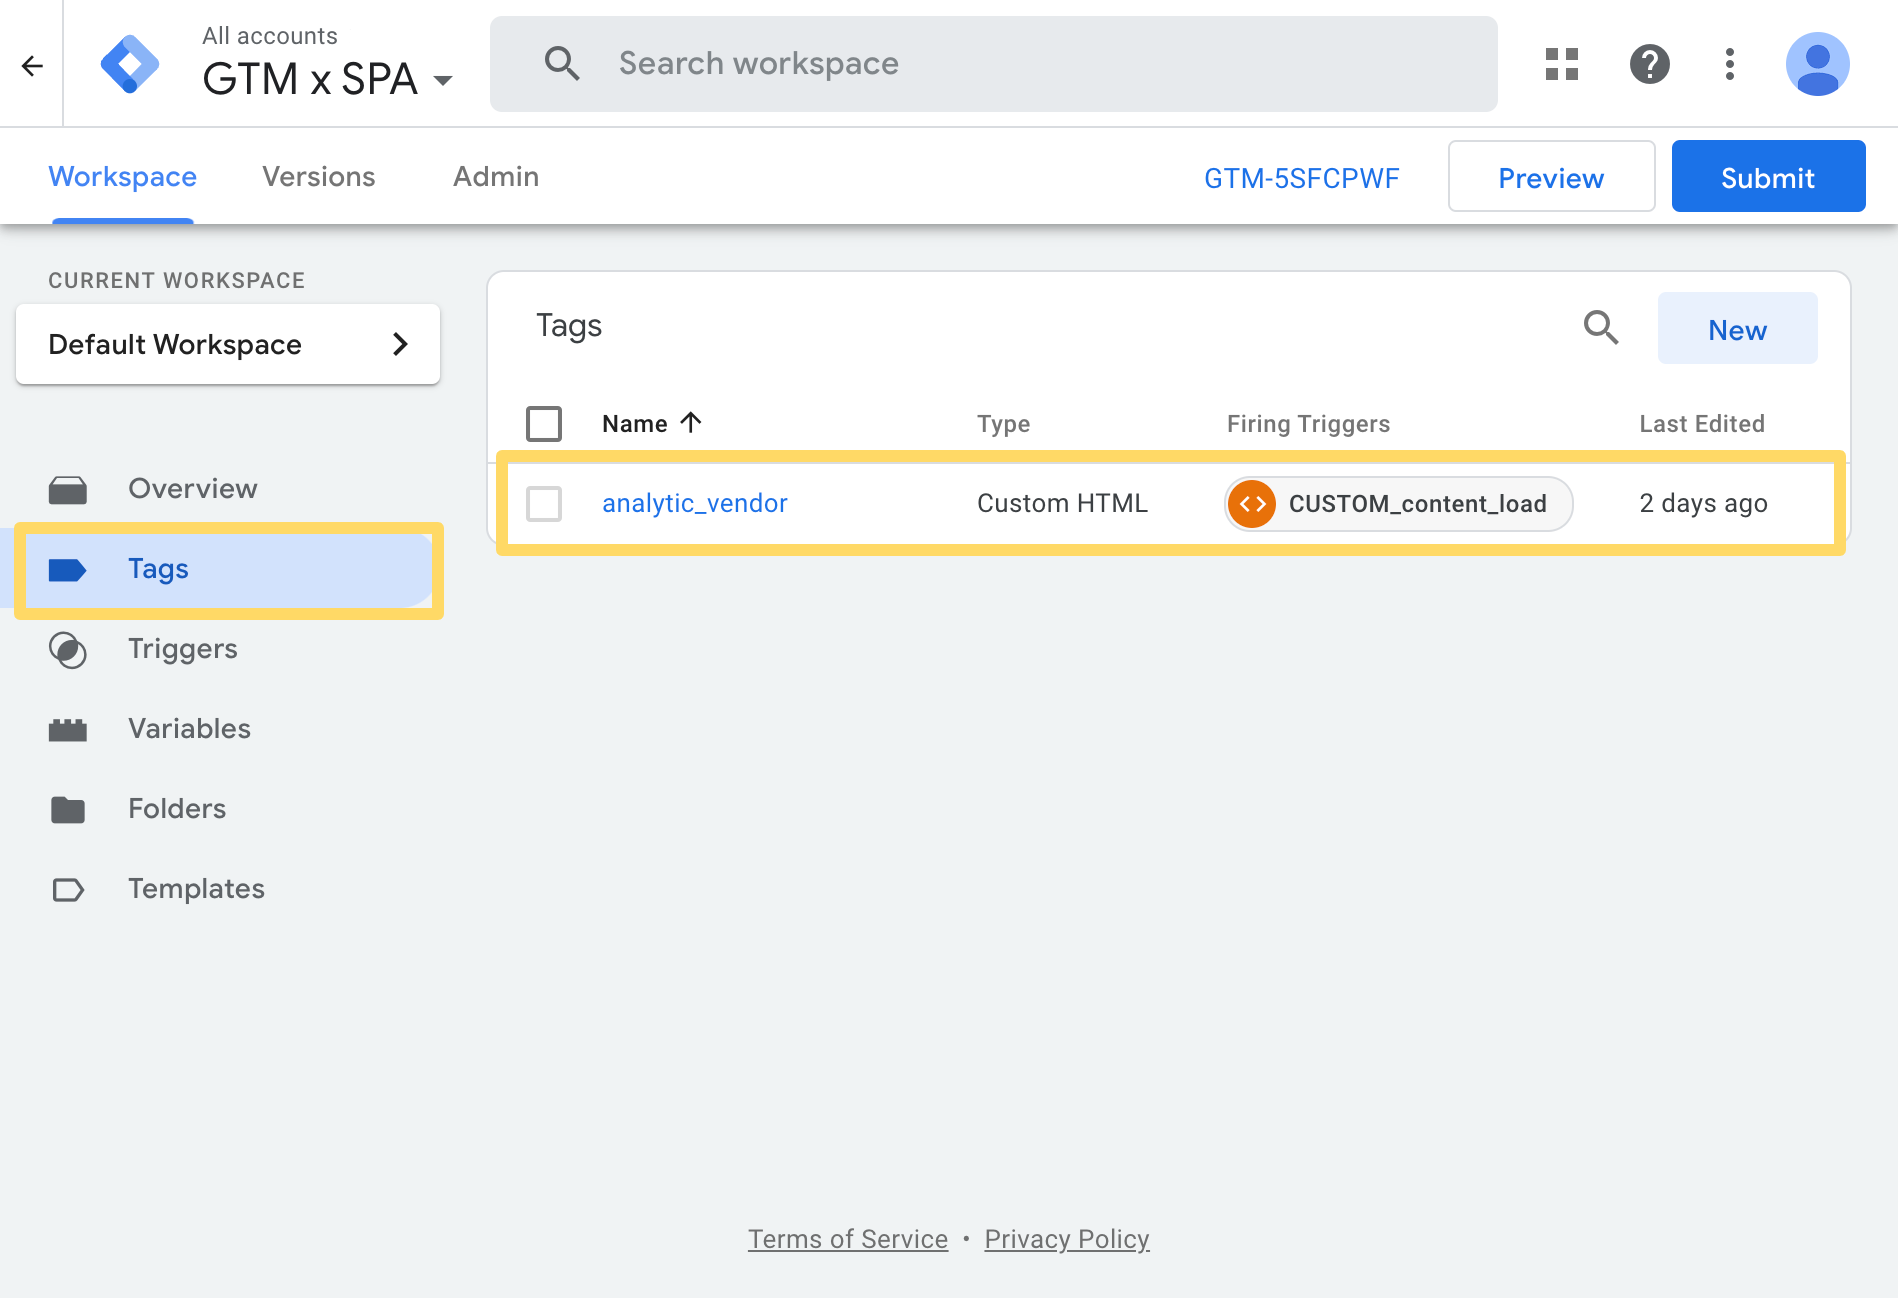 All accounts
GTM x SPA
Search workspace
Workspace Versions Admin GTM-5SFCPWF Preview Submit
CURRENT WORKSPACE
Default Workspace
Overview
Tags
Triggers
Variables
Folders
Templates
Tags New
Name Type Firing Triggers Last Edited
analytic_vendor Custom HTML CUSTOM_content_load 2 days ago
Terms of Service • Privacy Policy